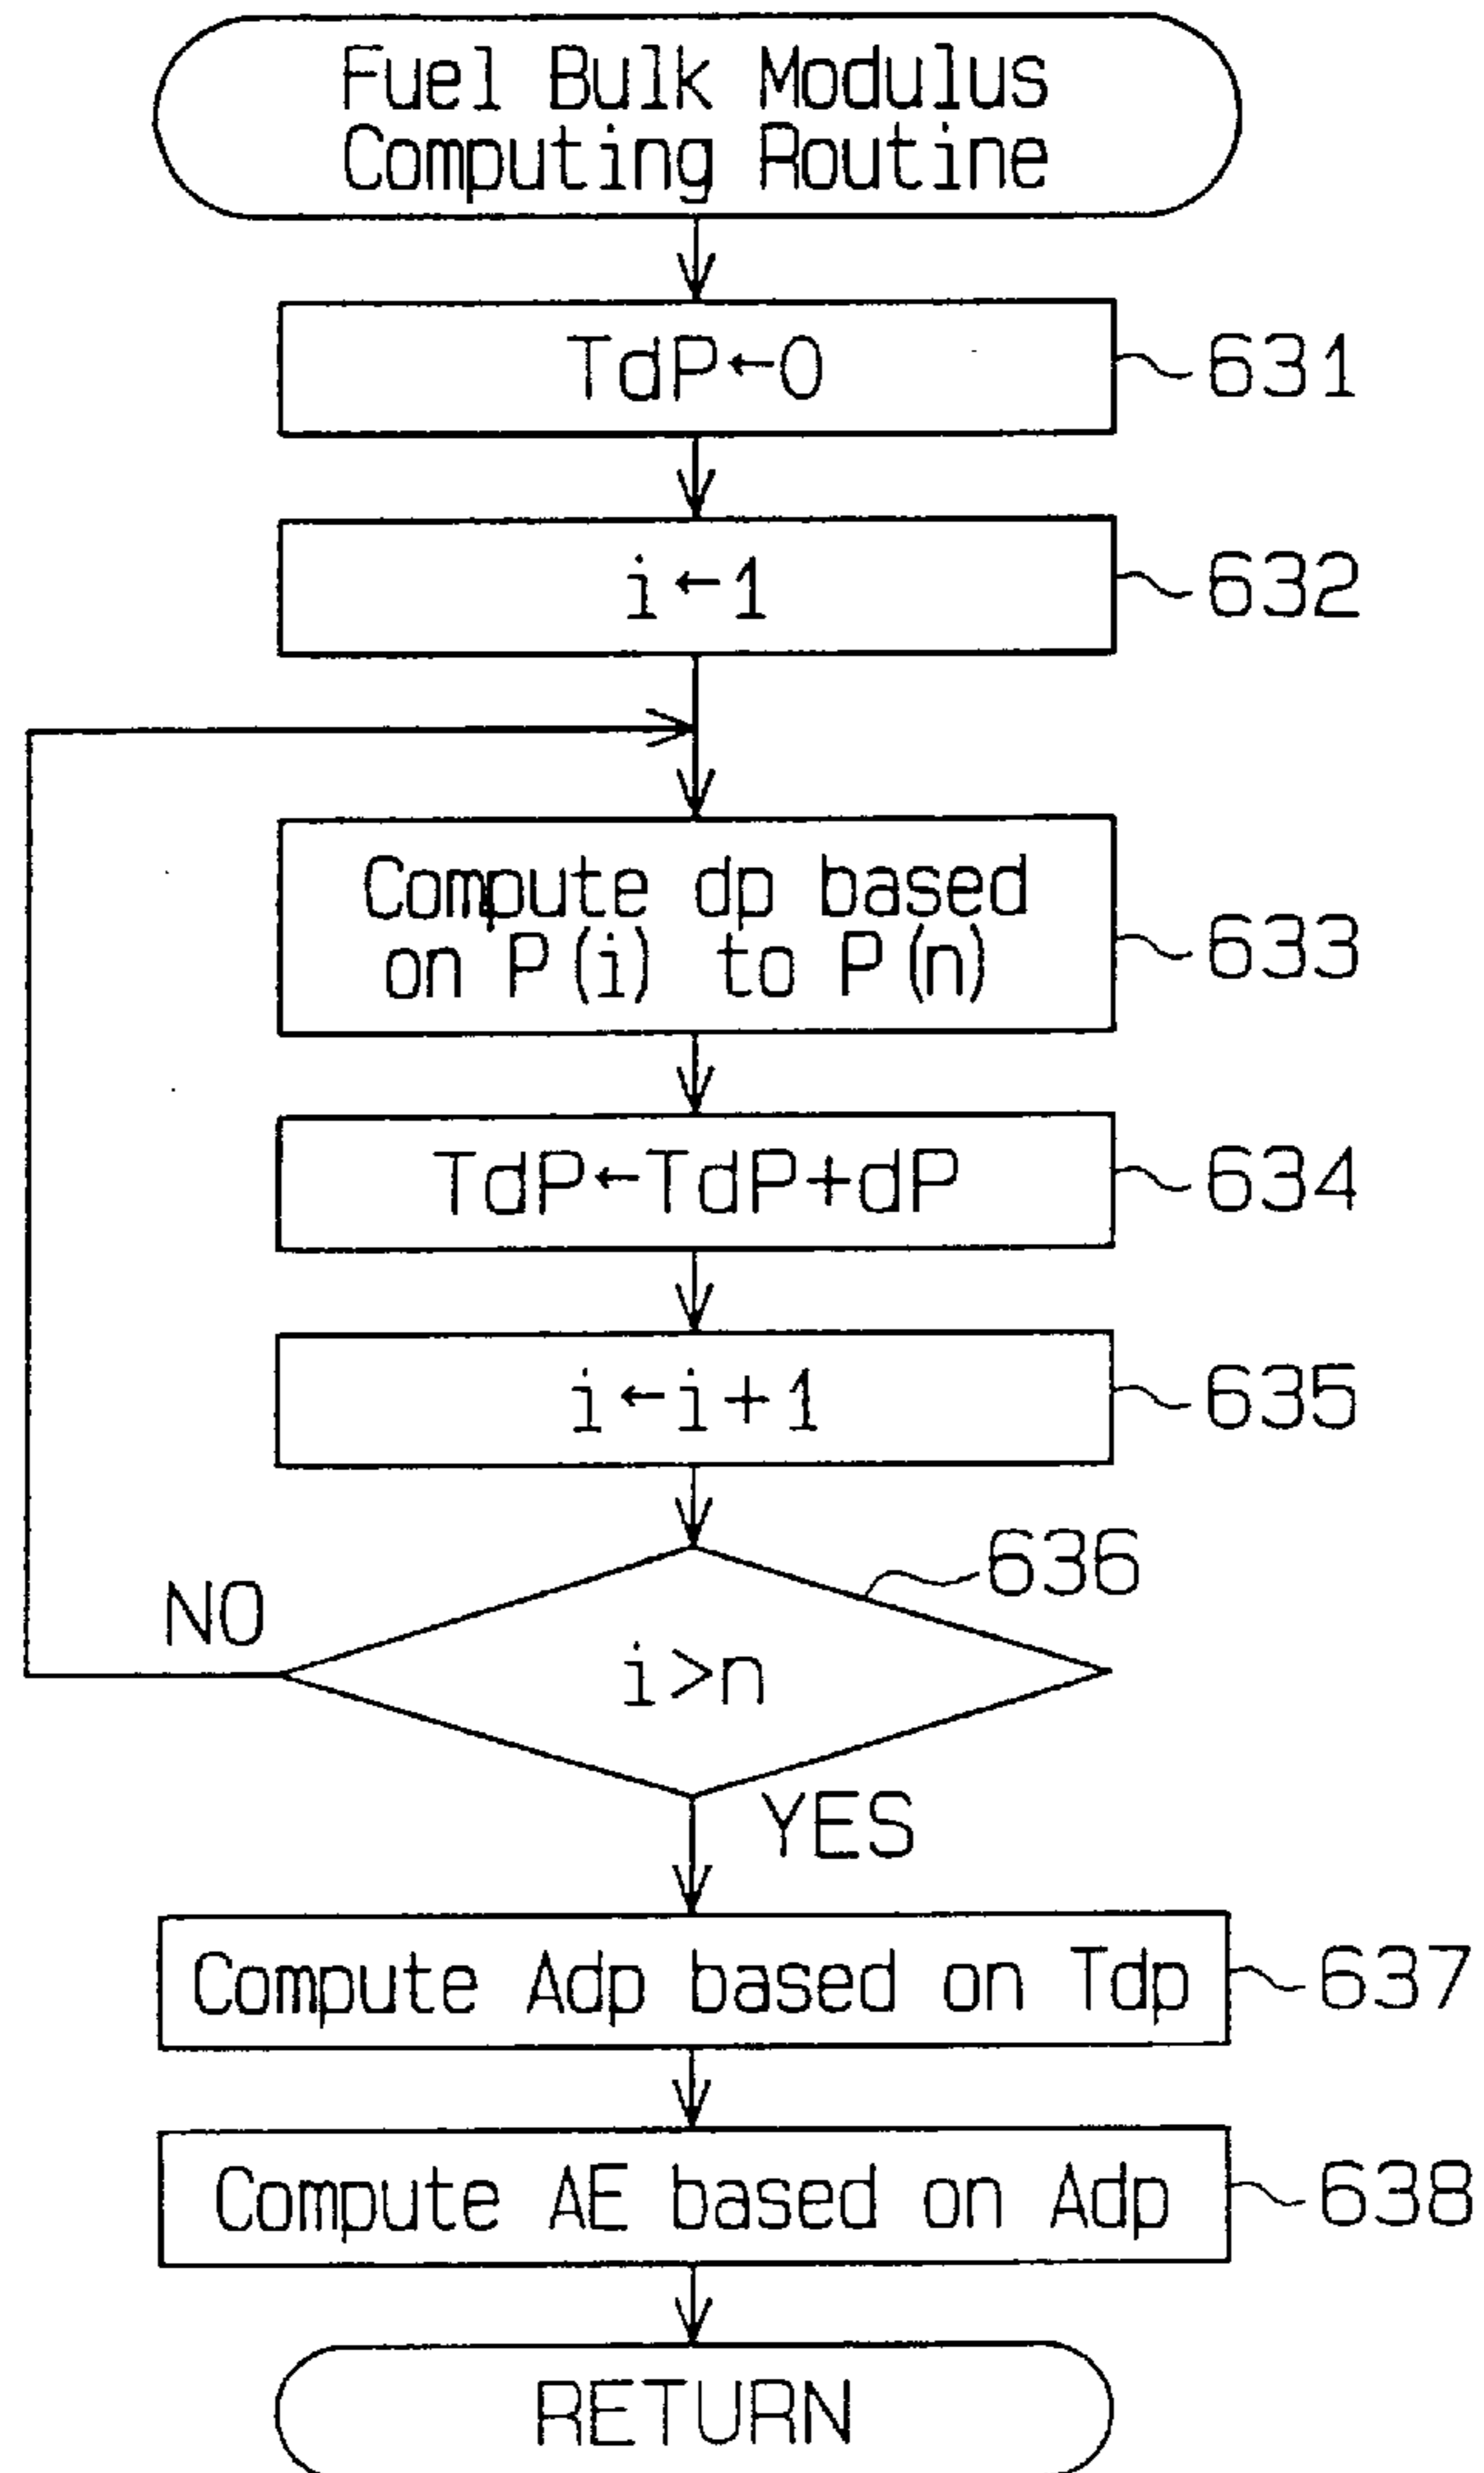 Fuel Bulk Modulus
Computing Routine
TdP←0
631
i←1
632
Compute dp based
on P(i) to P(n)
633
TdP←TdP+dP
634
i←i+1
635
636
NO
i>n
YES
Compute Adp based on Tdp
637
Compute AE based on Adp
638
RETURN